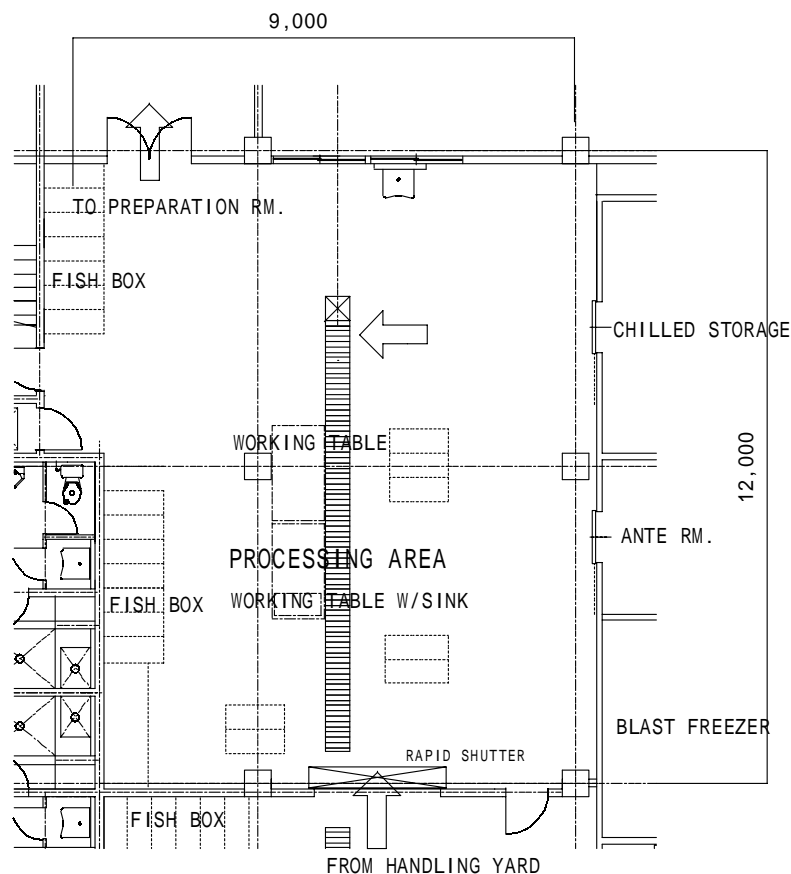 9,000
TO PREPARATION RM.
FISH BOX
CHILLED STORAGE
WORKING TABLE
12,000
ANTE RM.
PROCESSING AREA
FISH BOX
WORKING TABLE W/SINK
BLAST FREEZER
RAPID SHUTTER
FISH BOX
FROM HANDLING YARD